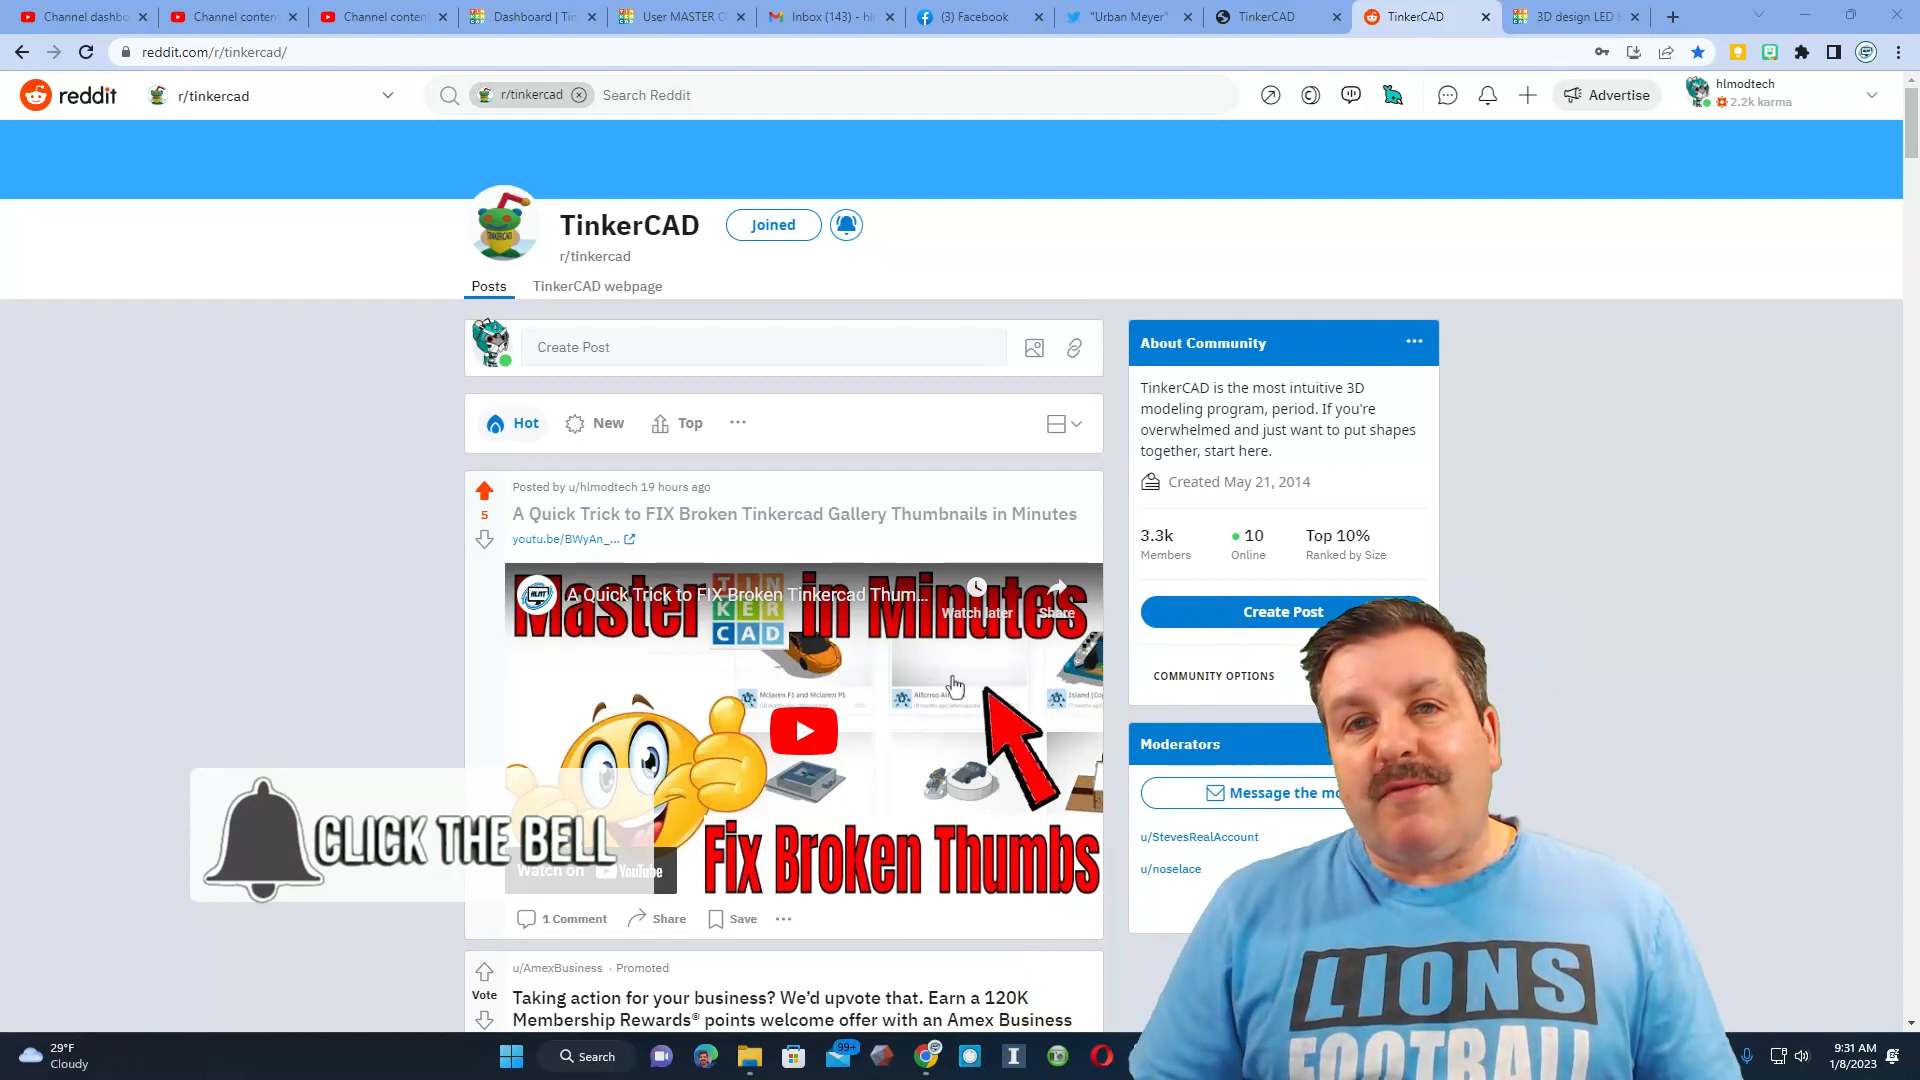 Channel dashbo
Channel conten
Channel conten
Dashboard | Tin
User MASTER C
Inbox (143) - hl
(3) Facebook
"Urban Meyer"
TinkerCAD
TinkerCAD
3D design LED
reddit.com/r/tinkercad/
reddit
r/tinkercad
r/tinkercad
Search Reddit
Advertise
hlmodtech
2.2k karma
TinkerCAD
Joined
r/tinkercad
Posts
TinkerCAD webpage
Create Post
Hot
New
Top
Posted by u/hlmodtech 19 hours ago
5
A Quick Trick to FIX Broken Tinkercad Gallery Thumbnails in Minutes
youtu.be/BWyAn_...
A Quick Trick to FIX Broken Tinkercad Thum...
Watch later
Share
Master TIN KER CAD in Minutes
Mclaren F1 and Mclaren P1
Fix Broken Thumbs
Watch on YouTube
CLICK THE BELL
1 Comment
Share
Save
u/AmexBusiness · Promoted
Vote
Taking action for your business? We'd upvote that. Earn a 120K
Membership Rewards® points welcome offer with an Amex Business
About Community
TinkerCAD is the most intuitive 3D
modeling program, period. If you're
overwhelmed and just want to put shapes
together, start here.
Created May 21, 2014
3.3k
10
Top 10%
Members
Online
Ranked by Size
Create Post
COMMUNITY OPTIONS
Moderators
Message the mo
u/StevesRealAccount
u/noselace
LIONS
FOOTBALL
29°F
Cloudy
Search
99+
9:31 AM
1/8/2023